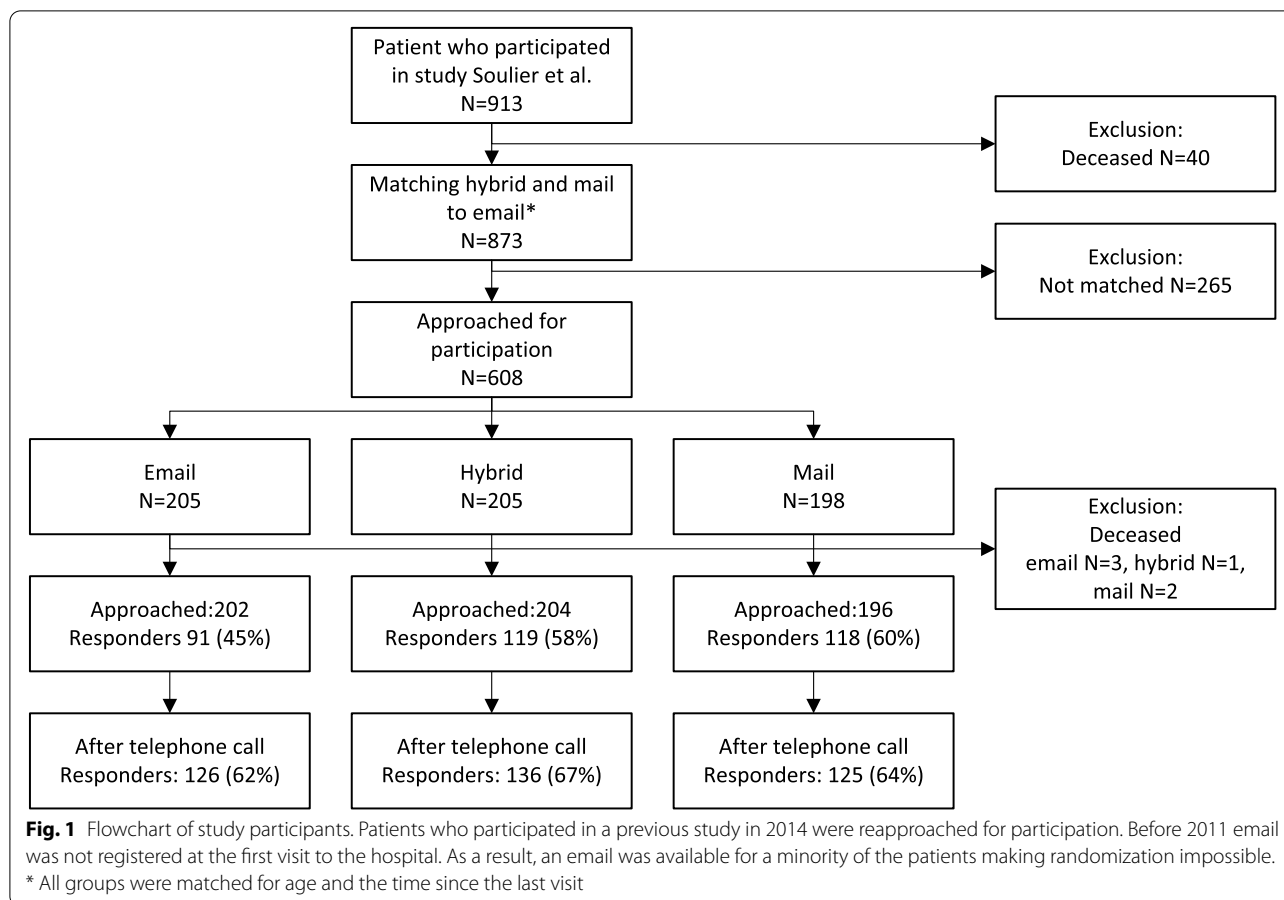 Patient who participated
in study Soulier et al.
N=913
Exclusion:
Deceased N=40
Matching hybrid and mail
to email*
N=873
Exclusion:
Not matched N=265
Approached for
participation
N=608
Email
N=205
Hybrid
N=205
Mail
N=198
Exclusion:
Deceased
email N=3, hybrid N=1,
mail N=2
Approached:202
Responders 91 (45%)
Approached:204
Responders 119 (58%)
Approached:196
Responders 118 (60%)
After telephone call
Responders: 126 (62%)
After telephone call
Responders: 136 (67%)
After telephone call
Responders: 125 (64%)
Fig. 1 Flowchart of study participants. Patients who participated in a previous study in 2014 were reapproached for participation. Before 2011 email
was not registered at the first visit to the hospital. As a result, an email was available for a minority of the patients making randomization impossible.
* All groups were matched for age and the time since the last visit